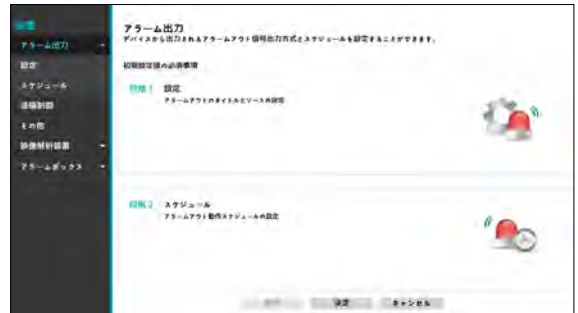 設置
アラーム出力
設定
スケジュール
遠隔制御
その他
映像解析装置
アラームボックス
アラーム出力
デバイスから出力されるアラームアウト信号出力方式とスケジュールを設定することができます。
初期設定値の必須事項
段階 1 設定
アラームアウトのタイトルとソースの設定
段階 2 スケジュール
アラームアウト動作スケジュールの設定
設定
キャンセル